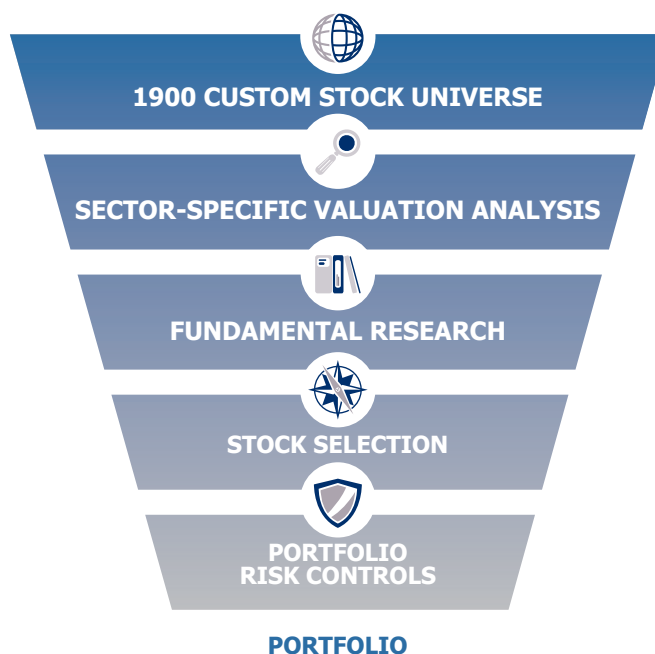 1900 CUSTOM STOCK UNIVERSE
SECTOR-SPECIFIC VALUATION ANALYSIS
FUNDAMENTAL RESEARCH
STOCK SELECTION
PORTFOLIO
RISK CONTROLS
PORTFOLIO